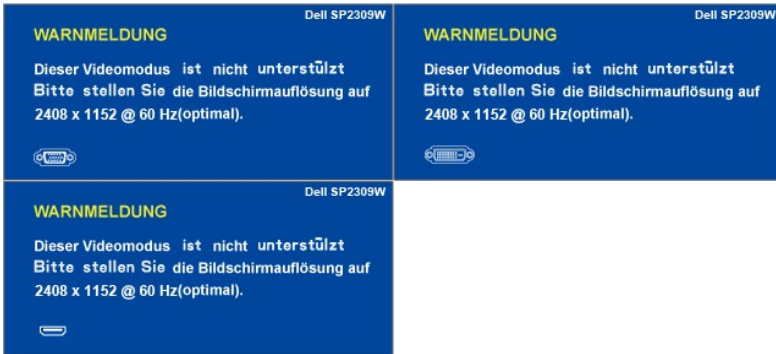 Dell SP2309W
WARNMELDUNG
Dieser Videomodus ist nicht unterstülzt
Bitte stellen Sie die Bildschirmauflösung auf
2408 x 1152 @ 60 Hz(optimal).
Dell SP2309W
WARNMELDUNG
Dieser Videomodus ist nicht unterstülzt
Bitte stellen Sie die Bildschirmauflösung auf
2408 x 1152 @ 60 Hz(optimal).
Dell SP2309W
WARNMELDUNG
Dieser Videomodus ist nicht unterstülzt
Bitte stellen Sie die Bildschirmauflösung auf
2408 x 1152 @ 60 Hz(optimal).